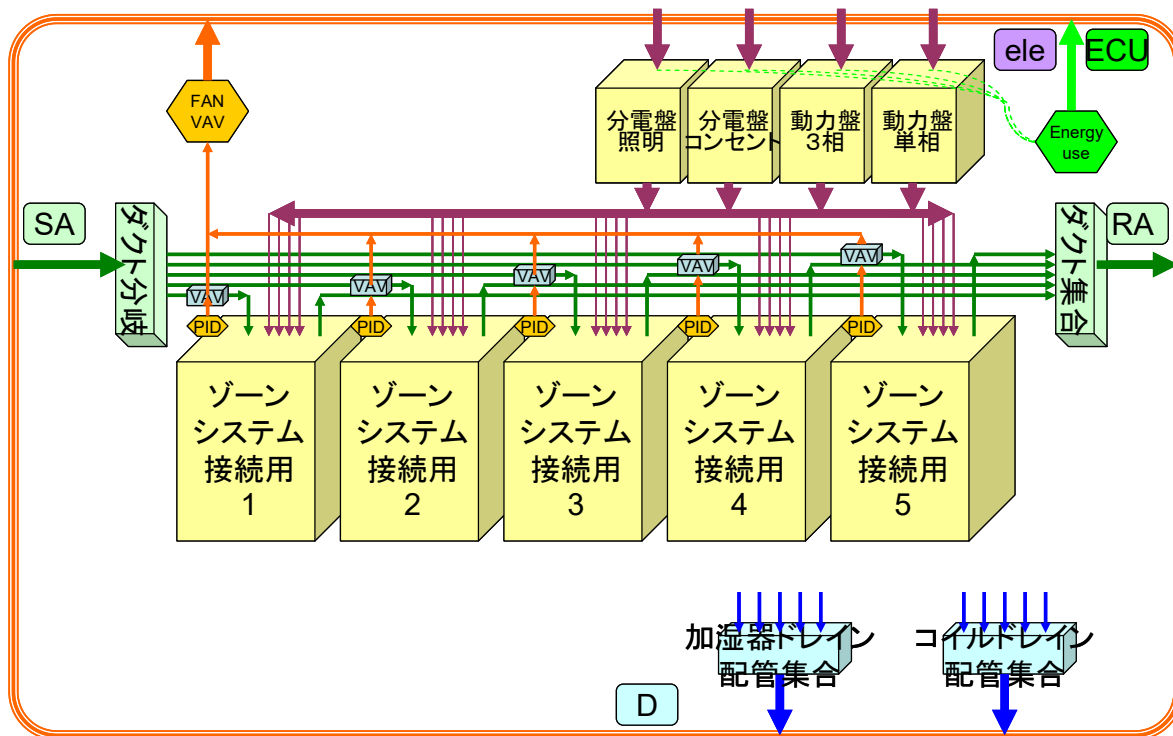 ele
ECU
FAN
VAV
分電盤
照明
分電盤
コンセント
動力盤
3相
動力盤
単相
Energy
use
SA
ダクト分岐
RA
ダクト集合
VAV
VAV
VAV
VAV
VAV
PID
PID
PID
PID
PID
ゾーン
システム
接続用
1
ゾーン
システム
接続用
2
ゾーン
システム
接続用
3
ゾーン
システム
接続用
4
ゾーン
システム
接続用
5
加湿器ドレイン
配管集合
コイルドレイン
配管集合
D